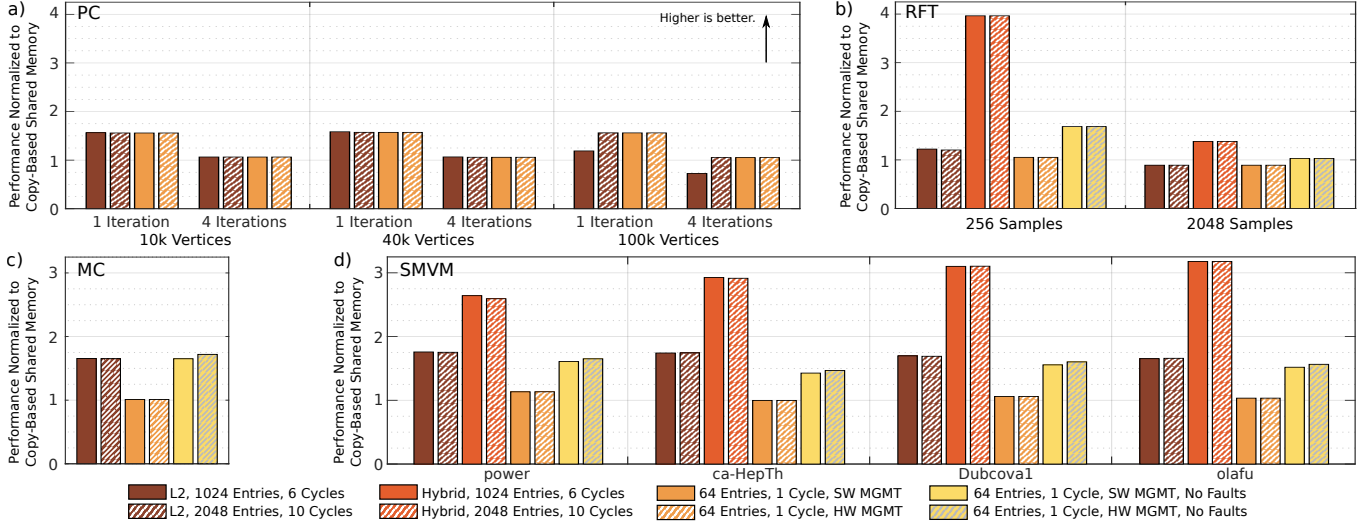 a)
PC
Higher is better.
Performance Normalized to
Copy-Based Shared Memory
4
3
2
1
0
1 Iteration
4 Iterations
1 Iteration
4 Iterations
1 Iteration
4 Iterations
10k Vertices
40k Vertices
100k Vertices
b)
RFT
Performance Normalized to
Copy-Based Shared Memory
4
3
2
1
0
256 Samples
2048 Samples
c)
MC
Performance Normalized to
Copy-Based Shared Memory
3
2
1
0
d)
SMVM
Performance Normalized to
Copy-Based Shared Memory
3
2
1
0
power
ca-HepTh
Dubcova1
olafu
L2, 1024 Entries, 6 Cycles
L2, 2048 Entries, 10 Cycles
Hybrid, 1024 Entries, 6 Cycles
Hybrid, 2048 Entries, 10 Cycles
64 Entries, 1 Cycle, SW MGMT
64 Entries, 1 Cycle, HW MGMT
64 Entries, 1 Cycle, SW MGMT, No Faults
64 Entries, 1 Cycle, HW MGMT, No Faults